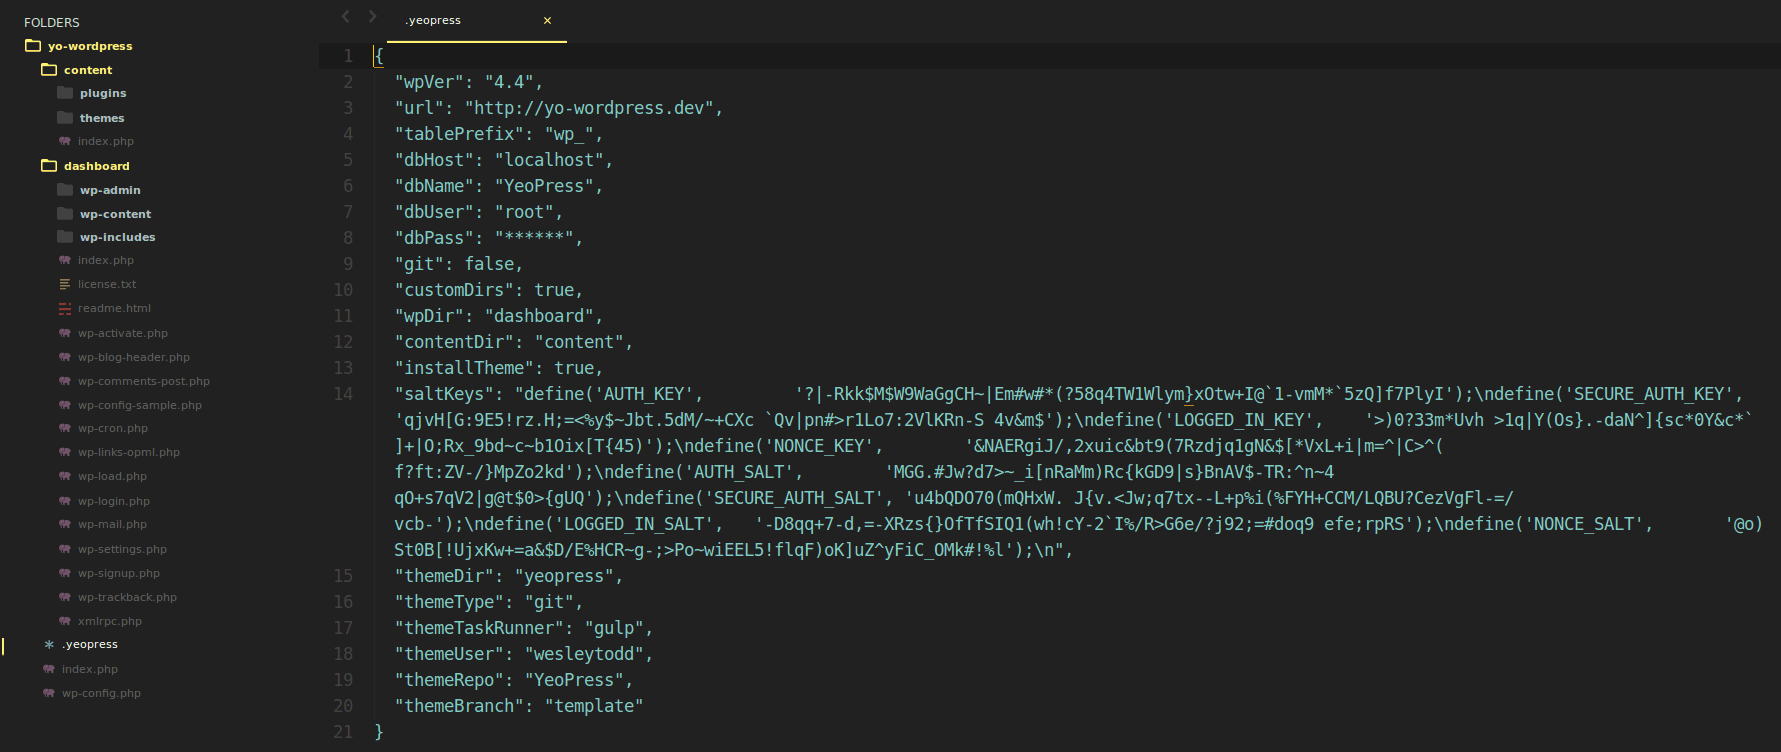 FOLDERS
yo-wordpress
content
plugins
themes
index.php
dashboard
wp-admin
wp-content
wp-includes
index.php
license.txt
readme.html
wp-activate.php
wp-blog-header.php
wp-comments-post.php
wp-config-sample.php
wp-cron.php
wp-links-opml.php
wp-load.php
wp-login.php
wp-mail.php
wp-settings.php
wp-signup.php
wp-trackback.php
xmlrpc.php
.yeopress
index.php
wp-config.php
.yeopress ×
1 {
2 "wpVer": "4.4",
3 "url": "http://yo-wordpress.dev",
4 "tablePrefix": "wp_",
5 "dbHost": "localhost",
6 "dbName": "YeoPress",
7 "dbUser": "root",
8 "dbPass": "******",
9 "git": false,
10 "customDirs": true,
11 "wpDir": "dashboard",
12 "contentDir": "content",
13 "installTheme": true,
14 "saltKeys": "define('AUTH_KEY',         '?|-Rkk$M$W9WaGgCH~|Em#w#*(?58q4TW1Wlym}xOtw+I@`1-vmM*`5zQ]f7PlyI');\ndefine('SECURE_AUTH_KEY',
'qjvH[G:9E5!rz.H;=<%y$~Jbt.5dM/~+CXc `Qv|pn#>r1Lo7:2VlKRn-S 4v&m$');\ndefine('LOGGED_IN_KEY',    '>)0?33m*Uvh >1q|Y(Os}.-daN^]{sc*0Y&c*`
]+|O;Rx_9bd~c~b1Oix[T{45)');\ndefine('NONCE_KEY',        '&NAERgiJ/,2xuic&bt9(7Rzdjq1gN&$[*VxL+i|m=^|C>^(
f?ft:ZV-/}MpZo2kd');\ndefine('AUTH_SALT',        'MGG.#Jw?d7>~_i[nRaMm)Rc{kGD9|s}BnAV$-TR:^n~4
qO+s7qV2|g@t$0>{gUQ');\ndefine('SECURE_AUTH_SALT', 'u4bQDO70(mQHxW. J{v.<Jw;q7tx--L+p%i(%FYH+CCM/LQBU?CezVgFl-=/
vcb-');\ndefine('LOGGED_IN_SALT',   '-D8qq+7-d,=-XRzs{}OfTfSIQ1(wh!cY-2`I%/R>G6e/?j92;=#doq9 efe;rpRS');\ndefine('NONCE_SALT',       '@o)
St0B[!UjxKw+=a&$D/E%HCR~g-;>Po~wiEEL5!flqF)oK]uZ^yFiC_OMk#!%l');\n",
15 "themeDir": "yeopress",
16 "themeType": "git",
17 "themeTaskRunner": "gulp",
18 "themeUser": "wesleytodd",
19 "themeRepo": "YeoPress",
20 "themeBranch": "template"
21 }